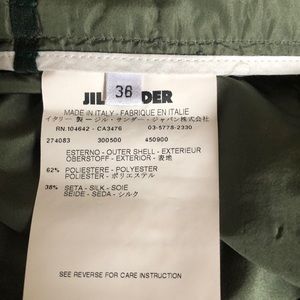 36
JIL DER
MADE IN ITALY - FABRIQUE EN ITALIE
イタリー製 ジル・サンダー・ジャパン株式会社
RN.104642 - CA3476 03-5778-2330
274083 300500 450900
ESTERNO - OUTER SHELL - EXTERIEUR
OBERSTOFF - EXTERIOR - 表地
62% POLIESTERE - POLYESTER
POLIESTER - ポリエステル
38% SETA - SILK - SOIE
SEIDE - SEDA - シルク
SEE REVERSE FOR CARE INSTRUCTION